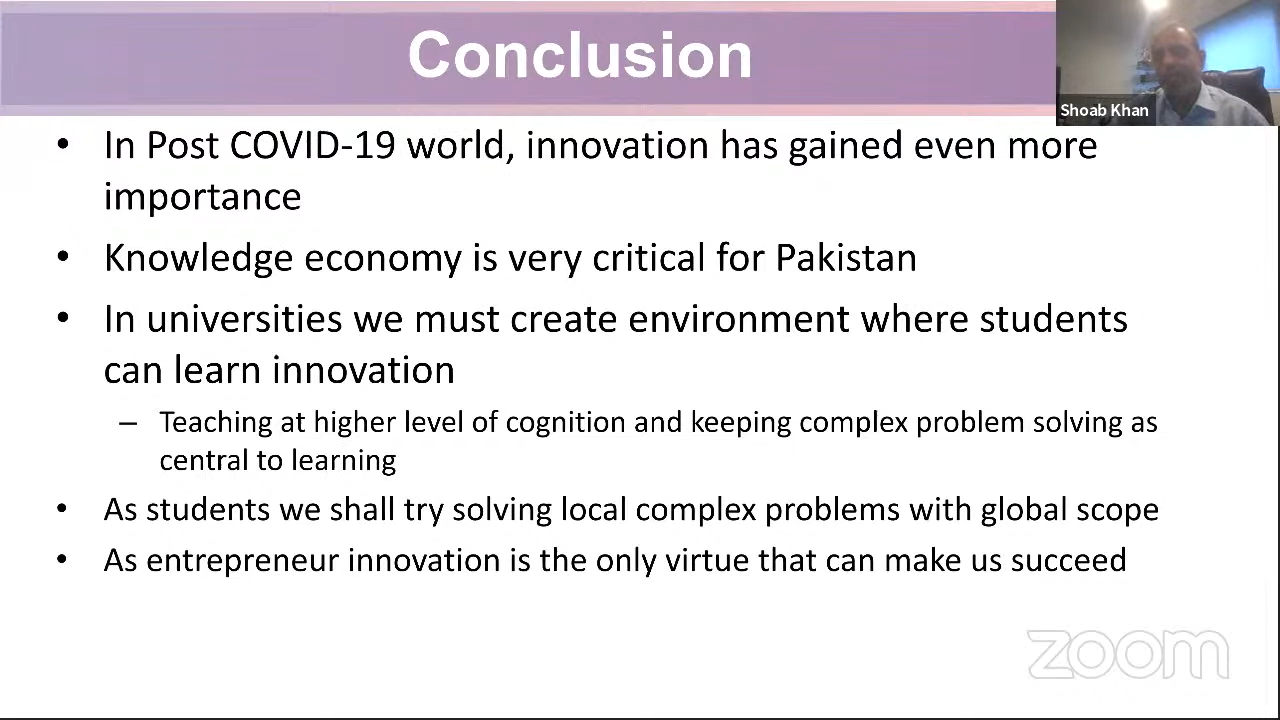 Conclusion
Shoab Khan
• In Post COVID-19 world, innovation has gained even more
importance
• Knowledge economy is very critical for Pakistan
• In universities we must create environment where students
can learn innovation
– Teaching at higher level of cognition and keeping complex problem solving as
central to learning
• As students we shall try solving local complex problems with global scope
• As entrepreneur innovation is the only virtue that can make us succeed
zoom